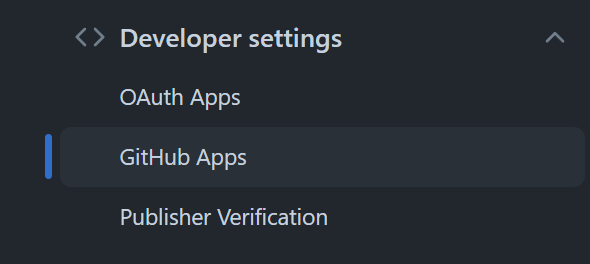 Developer settings
OAuth Apps
GitHub Apps
Publisher Verification